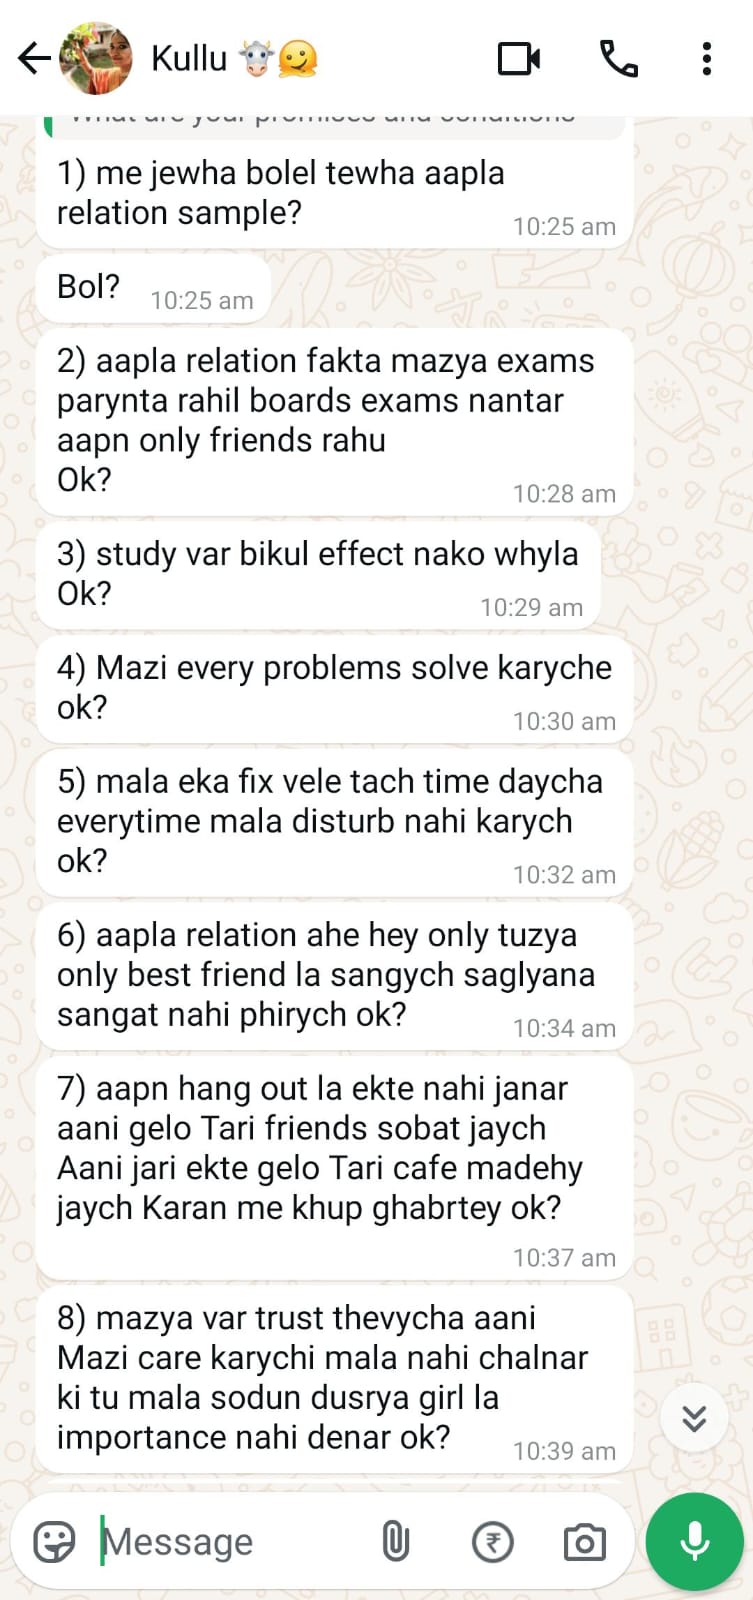 Kullu 🐮🫠
What are your promises and conditions
1) me jewha bolel tewha aapla
relation sample?
10:25 am
Bol?
10:25 am
2) aapla relation fakta mazya exams
parynta rahil boards exams nantar
aapn only friends rahu
Ok?
10:28 am
3) study var bikul effect nako whyla
Ok?
10:29 am
4) Mazi every problems solve karyche
ok?
10:30 am
5) mala eka fix vele tach time daycha
everytime mala disturb nahi karych
ok?
10:32 am
6) aapla relation ahe hey only tuzya
only best friend la sangych saglyana
sangat nahi phirych ok?
10:34 am
7) aapn hang out la ekte nahi janar
aani gelo Tari friends sobat jaych
Aani jari ekte gelo Tari cafe madehy
jaych Karan me khup ghabrtey ok?
10:37 am
8) mazya var trust thevycha aani
Mazi care karychi mala nahi chalnar
ki tu mala sodun dusrya girl la
importance nahi denar ok?
10:39 am
Message